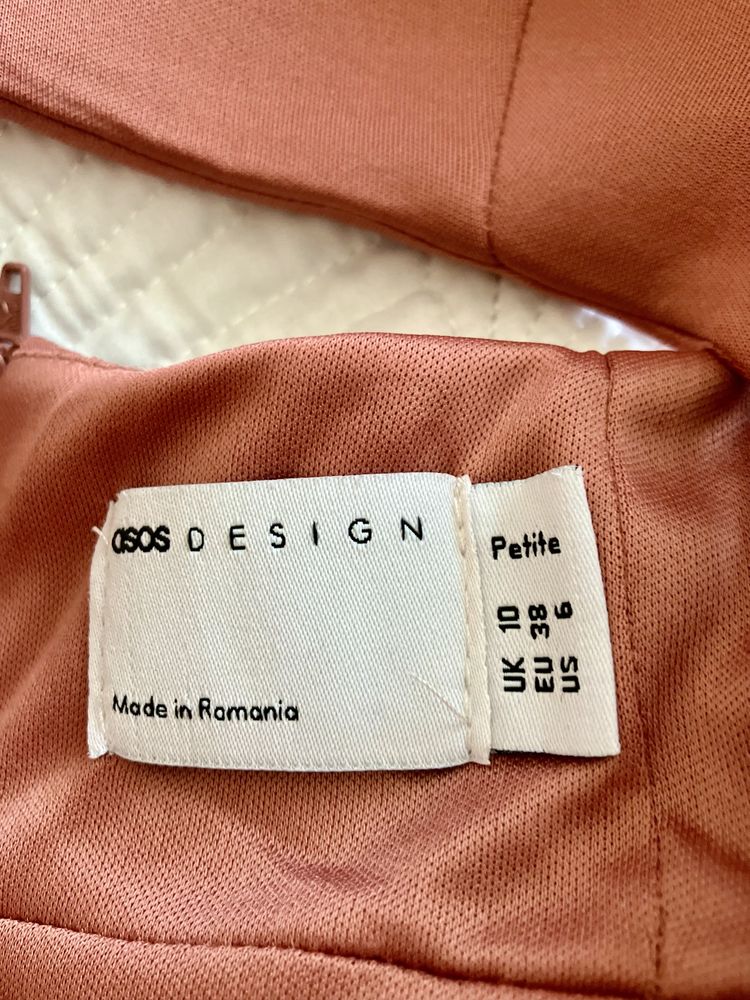 asos DESIGN
Made in Romania
Petite
UK 10
EU 38
US 6